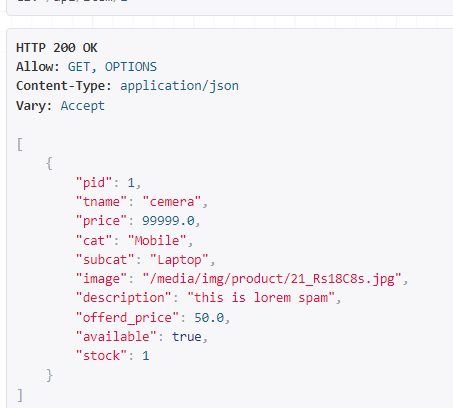 HTTP 200 OK
Allow: GET, OPTIONS
Content-Type: application/json
Vary: Accept
[
{
"pid": 1,
"tname": "cemera",
"price": 99999.0,
"cat": "Mobile",
"subcat": "Laptop",
"image": "/media/img/product/21_Rs18C8s.jpg",
"description": "this is lorem spam",
"offerd_price": 50.0,
"available": true,
"stock": 1
}
]